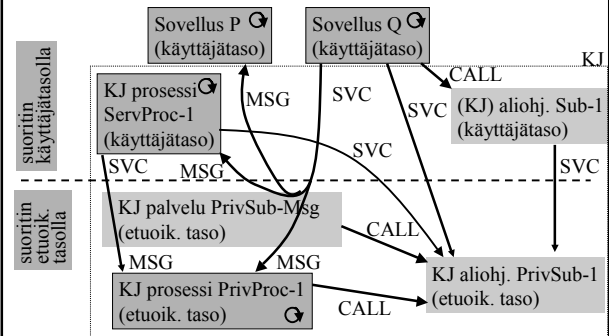 Sovellus P
(käyttäjätaso)
Sovellus Q
(käyttäjätaso)
KJ
suoritin
käyttäjätasolla
KJ prosessi
ServProc-1
(käyttäjätaso)
MSG
SVC
CALL
SVC
(KJ) aliohj. Sub-1
(käyttäjätaso)
SVC
MSG
SVC
SVC
suoritin
etuoik.
tasolla
KJ palvelu PrivSub-Msg
(etuoik. taso)
CALL
MSG
MSG
KJ prosessi PrivProc-1
(etuoik. taso)
CALL
KJ aliohj. PrivSub-1
(etuoik. taso)